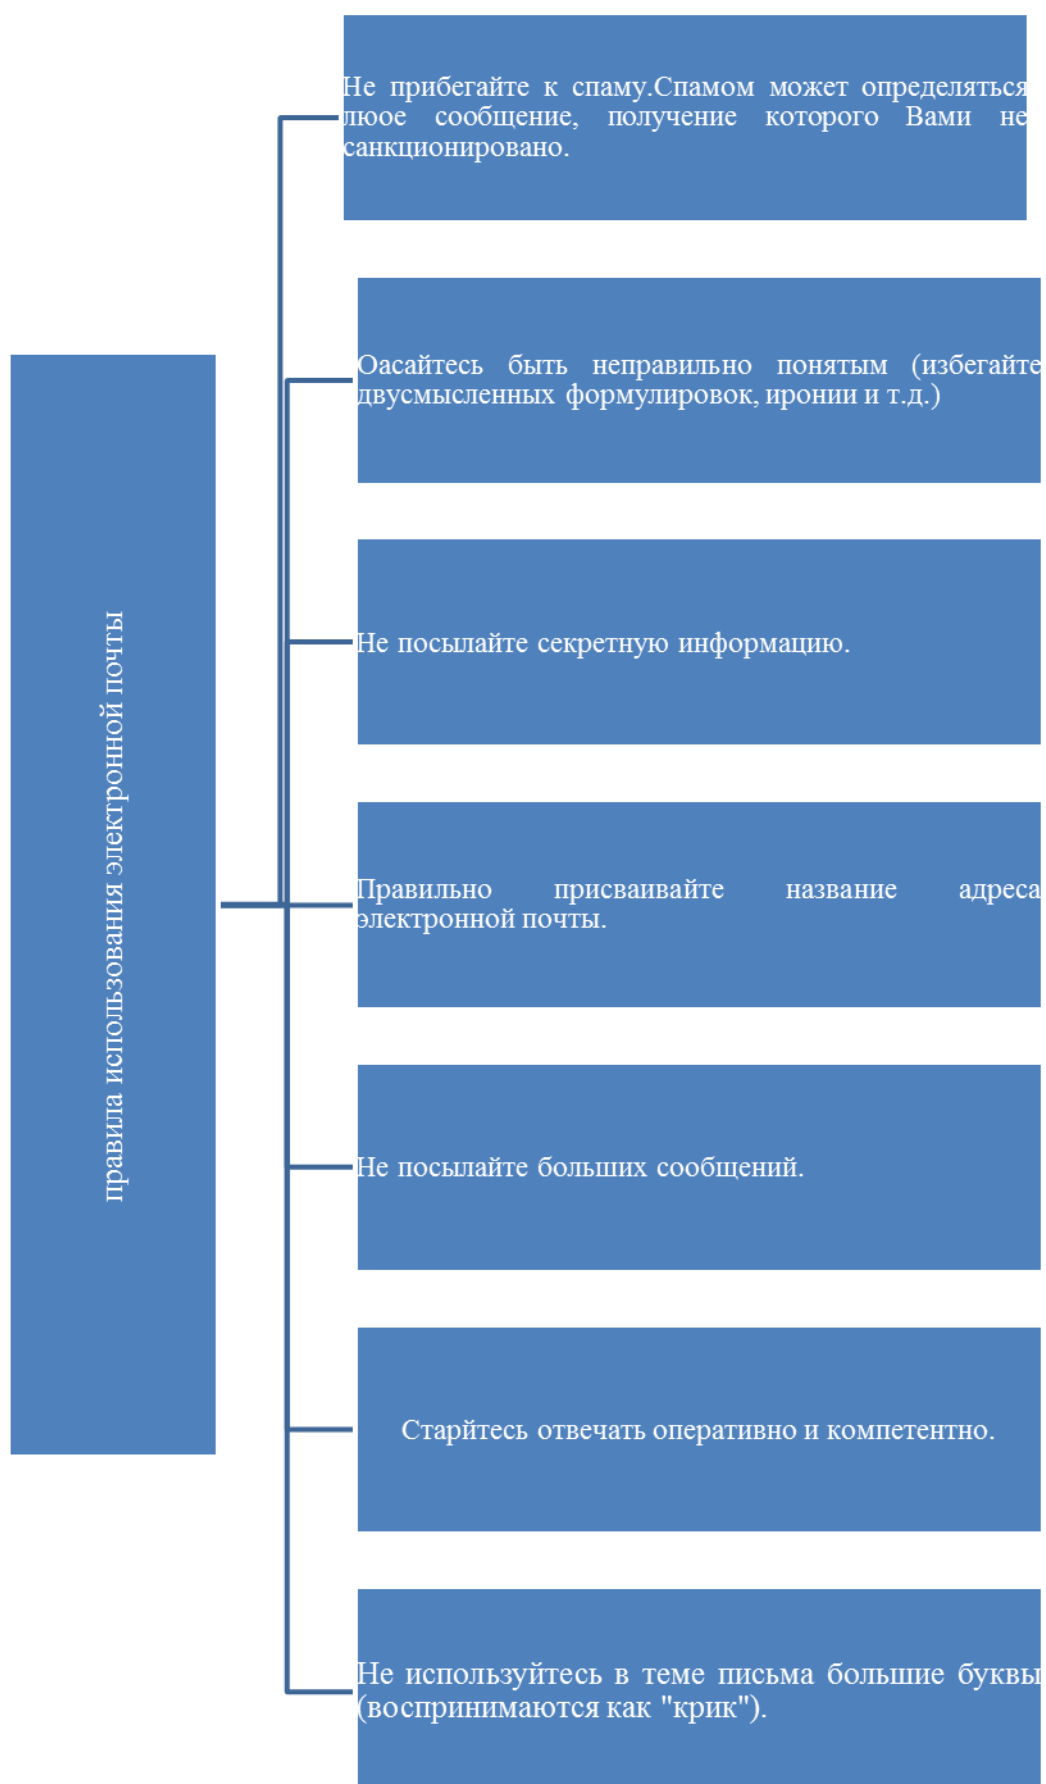 правила использования электронной почты
Не прибегайте к спаму.Спамом может определяться
люое сообщение, получение которого Вами не
санкционировано.
Оасайтесь быть неправильно понятым (избегайте
двусмысленных формулировок, иронии и т.д.)
Не посылайте секретную информацию.
Правильно присваивайте название адреса
электронной почты.
Не посылайте больших сообщений.
Старйтесь отвечать оперативно и компетентно.
Не используйтесь в теме письма большие буквы
(воспринимаются как "крик").